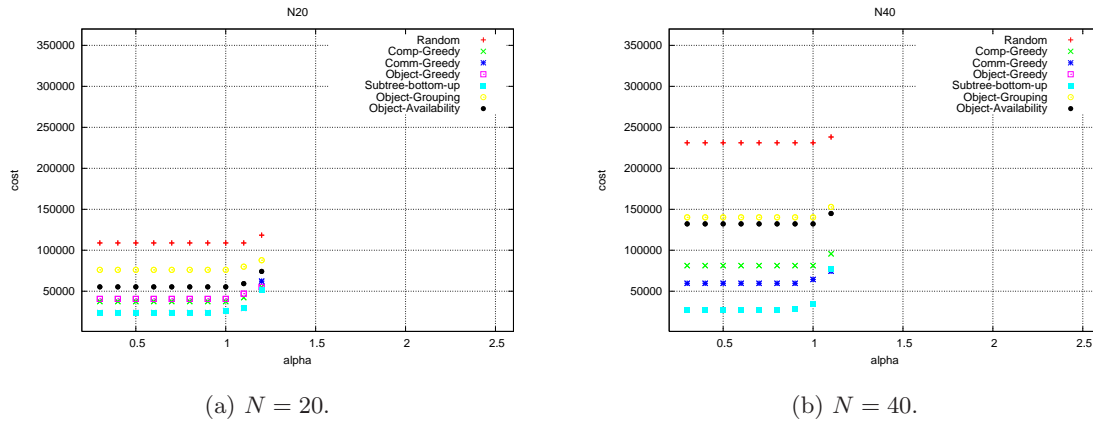 N20
350000
300000
250000
200000
150000
100000
50000
cost
0.5
1
1.5
2
2.5
alpha
Random
Comp-Greedy
Comm-Greedy
Object-Greedy
Subtree-bottom-up
Object-Grouping
Object-Availability
(a) N = 20.
N40
350000
300000
250000
200000
150000
100000
50000
cost
0.5
1
1.5
2
2.5
alpha
Random
Comp-Greedy
Comm-Greedy
Object-Greedy
Subtree-bottom-up
Object-Grouping
Object-Availability
(b) N = 40.